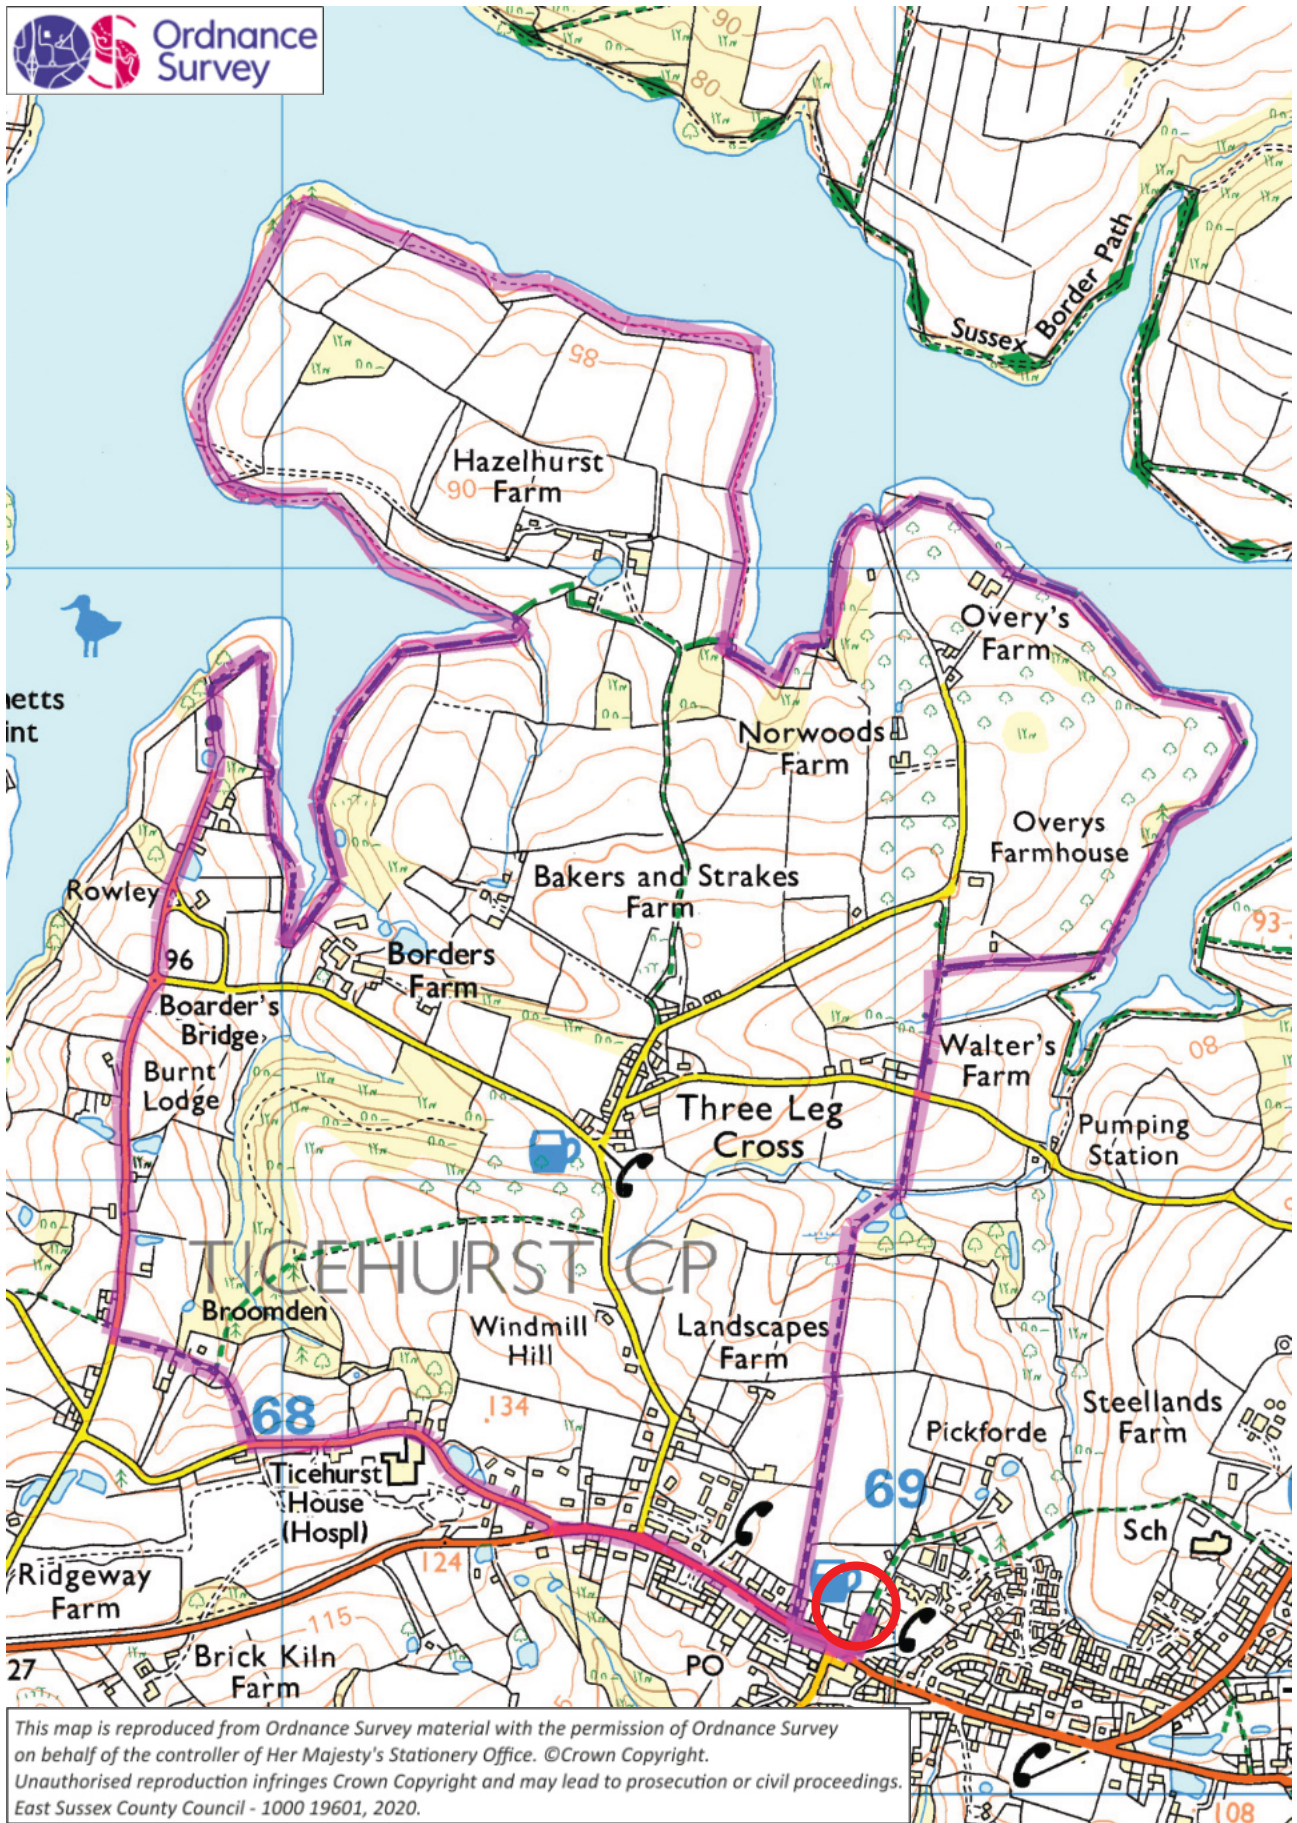 Ordnance
Survey
90
80
Border Path
Sussex
85
Hazelhurst
Farm
90
Overy's
Farm
etts
int
Norwoods
Farm
Overys
Farmhouse
Bakers and Strakes
Farm
Rowley
93
96
Borders
Farm
Boarder's
Bridge
Walter's
Farm
80
Burnt
Lodge
Three Leg
Cross
Pumping
Station
TICEHURST CP
Broomden
Windmill
Hill
Landscapes
Farm
68
134
Steellands
Farm
Pickforde
Ticehurst
House
(Hospl)
69
Sch
124
Ridgeway
Farm
115
Brick Kiln
Farm
PO
27
This map is reproduced from Ordnance Survey material with the permission of Ordnance Survey
on behalf of the controller of Her Majesty's Stationery Office. ©Crown Copyright.
Unauthorised reproduction infringes Crown Copyright and may lead to prosecution or civil proceedings.
East Sussex County Council - 1000 19601, 2020.
108